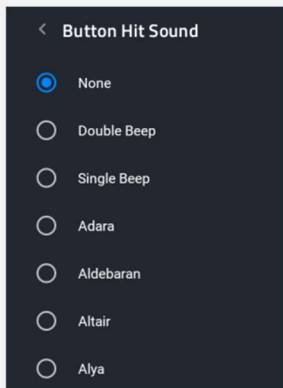 Button Hit Sound
None
Double Beep
Single Beep
Adara
Aldebaran
Altair
Alya